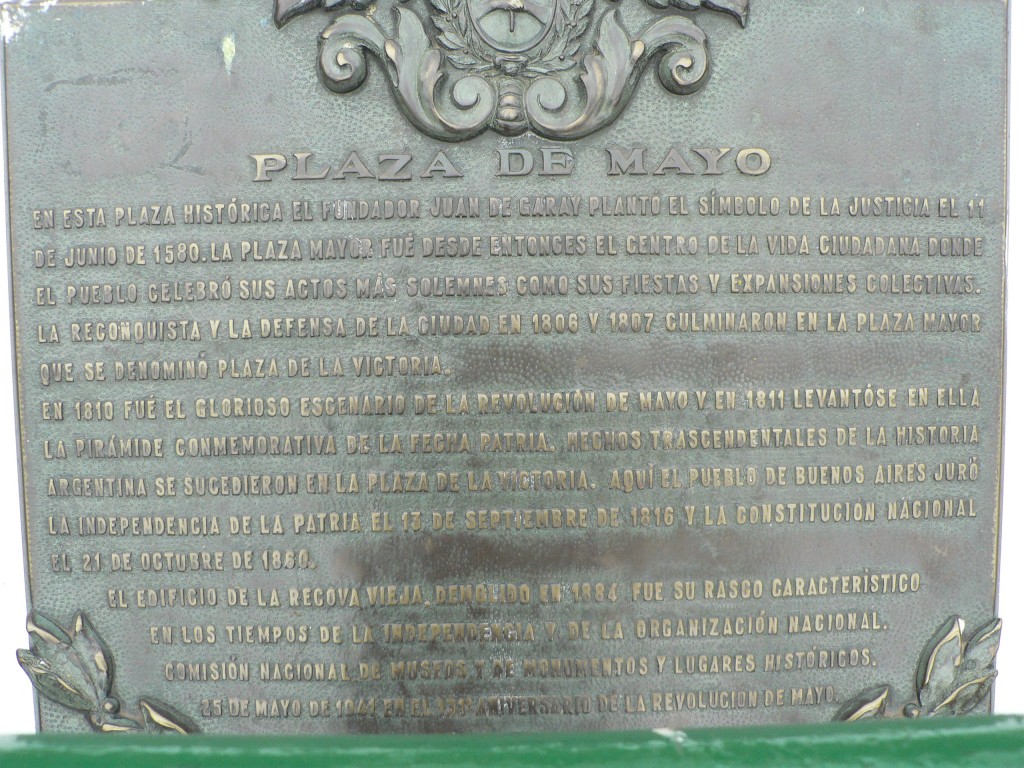 PLAZA DE MAYO
EN ESTA PLAZA HISTÓRICA EL FUNDADOR JUAN DE GARAY PLANTÓ EL SÍMBOLO DE LA JUSTICIA EL 11
DE JUNIO DE 1580. LA PLAZA MAYOR FUÉ DESDE ENTONCES EL CENTRO DE LA VIDA CIUDADANA DONDE
EL PUEBLO CELEBRÓ SUS ACTOS MÁS SOLEMNES COMO SUS FIESTAS Y EXPANSIONES COLECTIVAS.
LA RECONQUISTA Y LA DEFENSA DE LA CIUDAD EN 1806 Y 1807 CULMINARON EN LA PLAZA MAYOR
QUE SE DENOMINÓ PLAZA DE LA VICTORIA.
EN 1810 FUÉ EL GLORIOSO ESCENARIO DE LA REVOLUCIÓN DE MAYO Y EN 1811 LEVANTÓSE EN ELLA
LA PIRÁMIDE CONMEMORATIVA DE LA FECHA PATRIA. HECHOS TRASCENDENTALES DE LA HISTORIA
ARGENTINA SE SUCEDIERON EN LA PLAZA DE LA VICTORIA. AQUÍ EL PUEBLO DE BUENOS AIRES JURÓ
LA INDEPENDENCIA DE LA PATRIA EL 13 DE SEPTIEMBRE DE 1816 Y LA CONSTITUCIÓN NACIONAL
EL 21 DE OCTUBRE DE 1860.
EL EDIFICIO DE LA RECOVA VIEJA, DEMOLIDO EN 1884 FUE SU RASGO CARACTERÍSTICO
EN LOS TIEMPOS DE LA INDEPENDENCIA Y DE LA ORGANIZACIÓN NACIONAL.
COMISIÓN NACIONAL DE MUSEOS Y DE MONUMENTOS Y LUGARES HISTÓRICOS.
25 DE MAYO DE EN EL ANIVERSARIO DE LA REVOLUCIÓN DE MAYO.